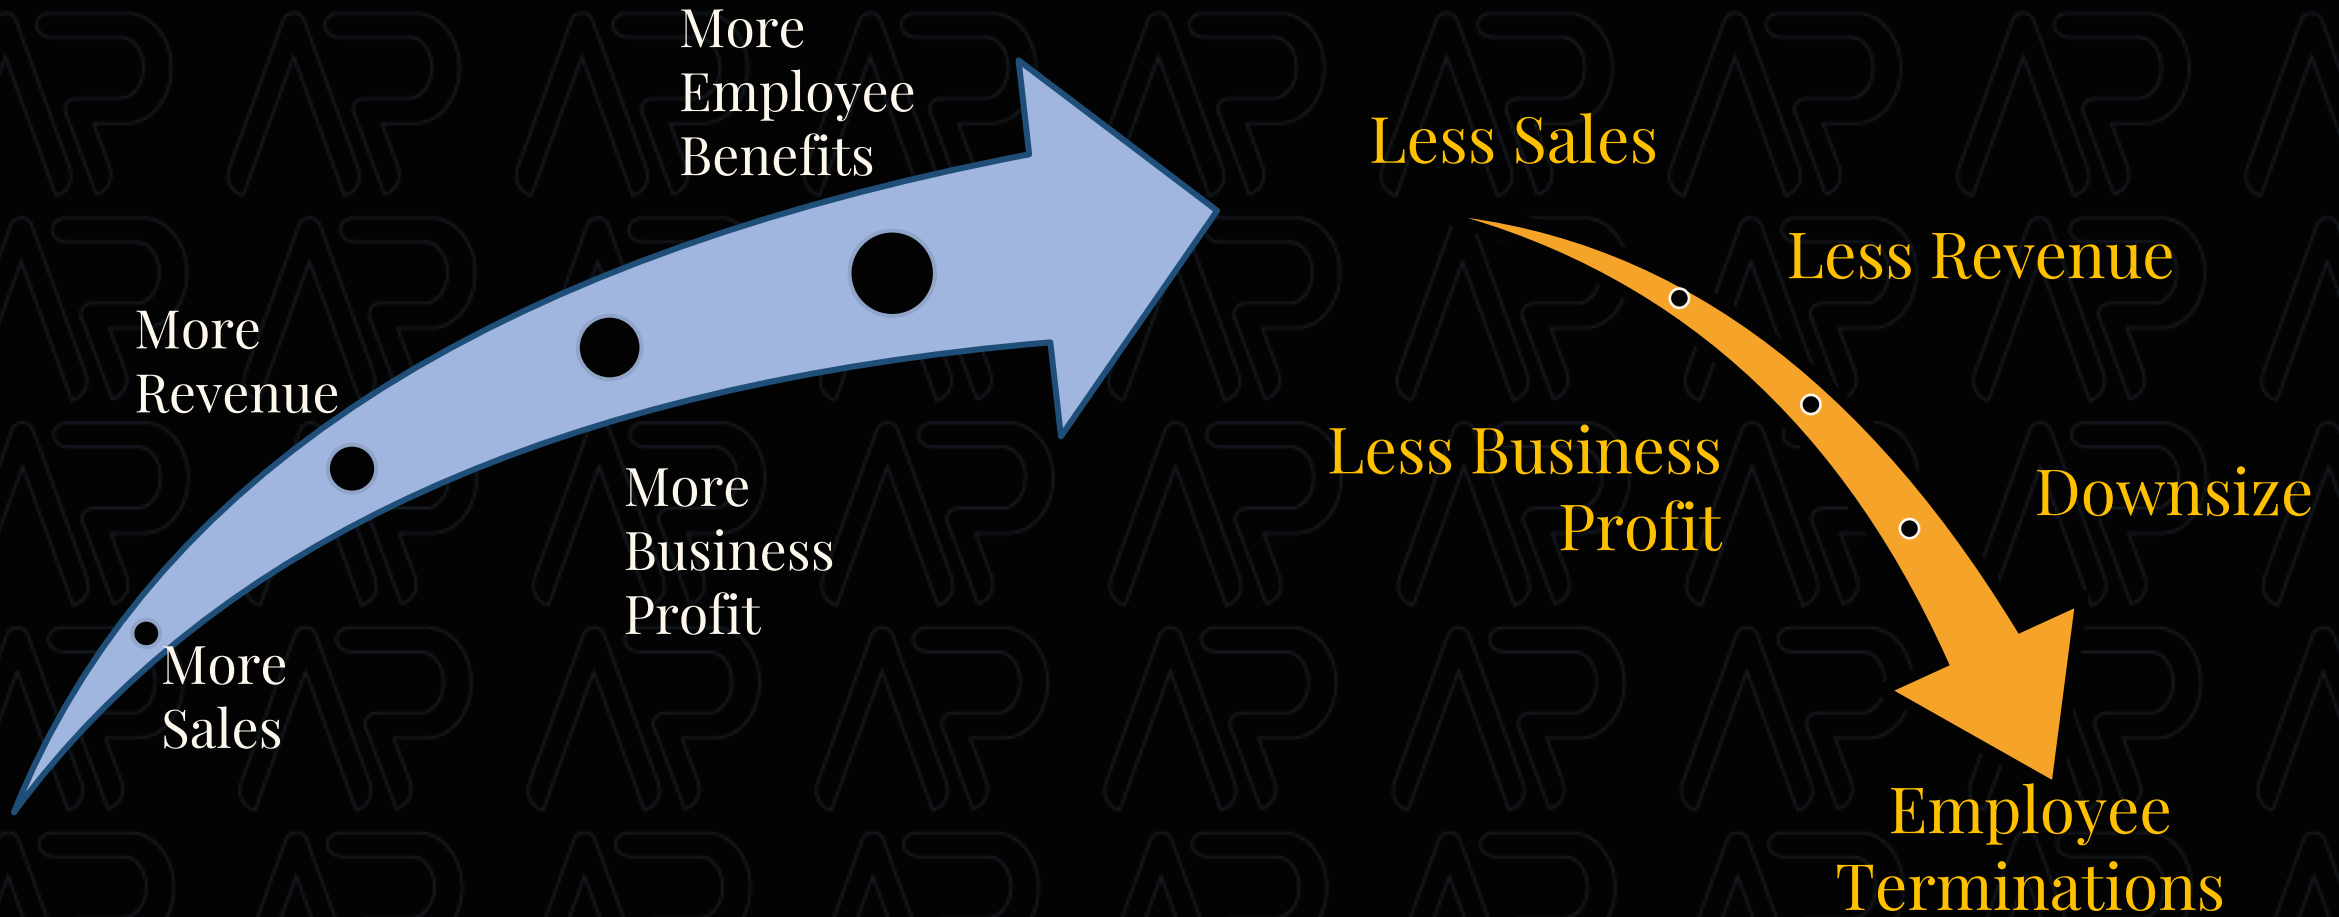 More
Employee
Benefits
More
Revenue
More
Business
Profit
More
Sales
Less Sales
Less Revenue
Less Business
Profit
Downsize
Employee
Terminations